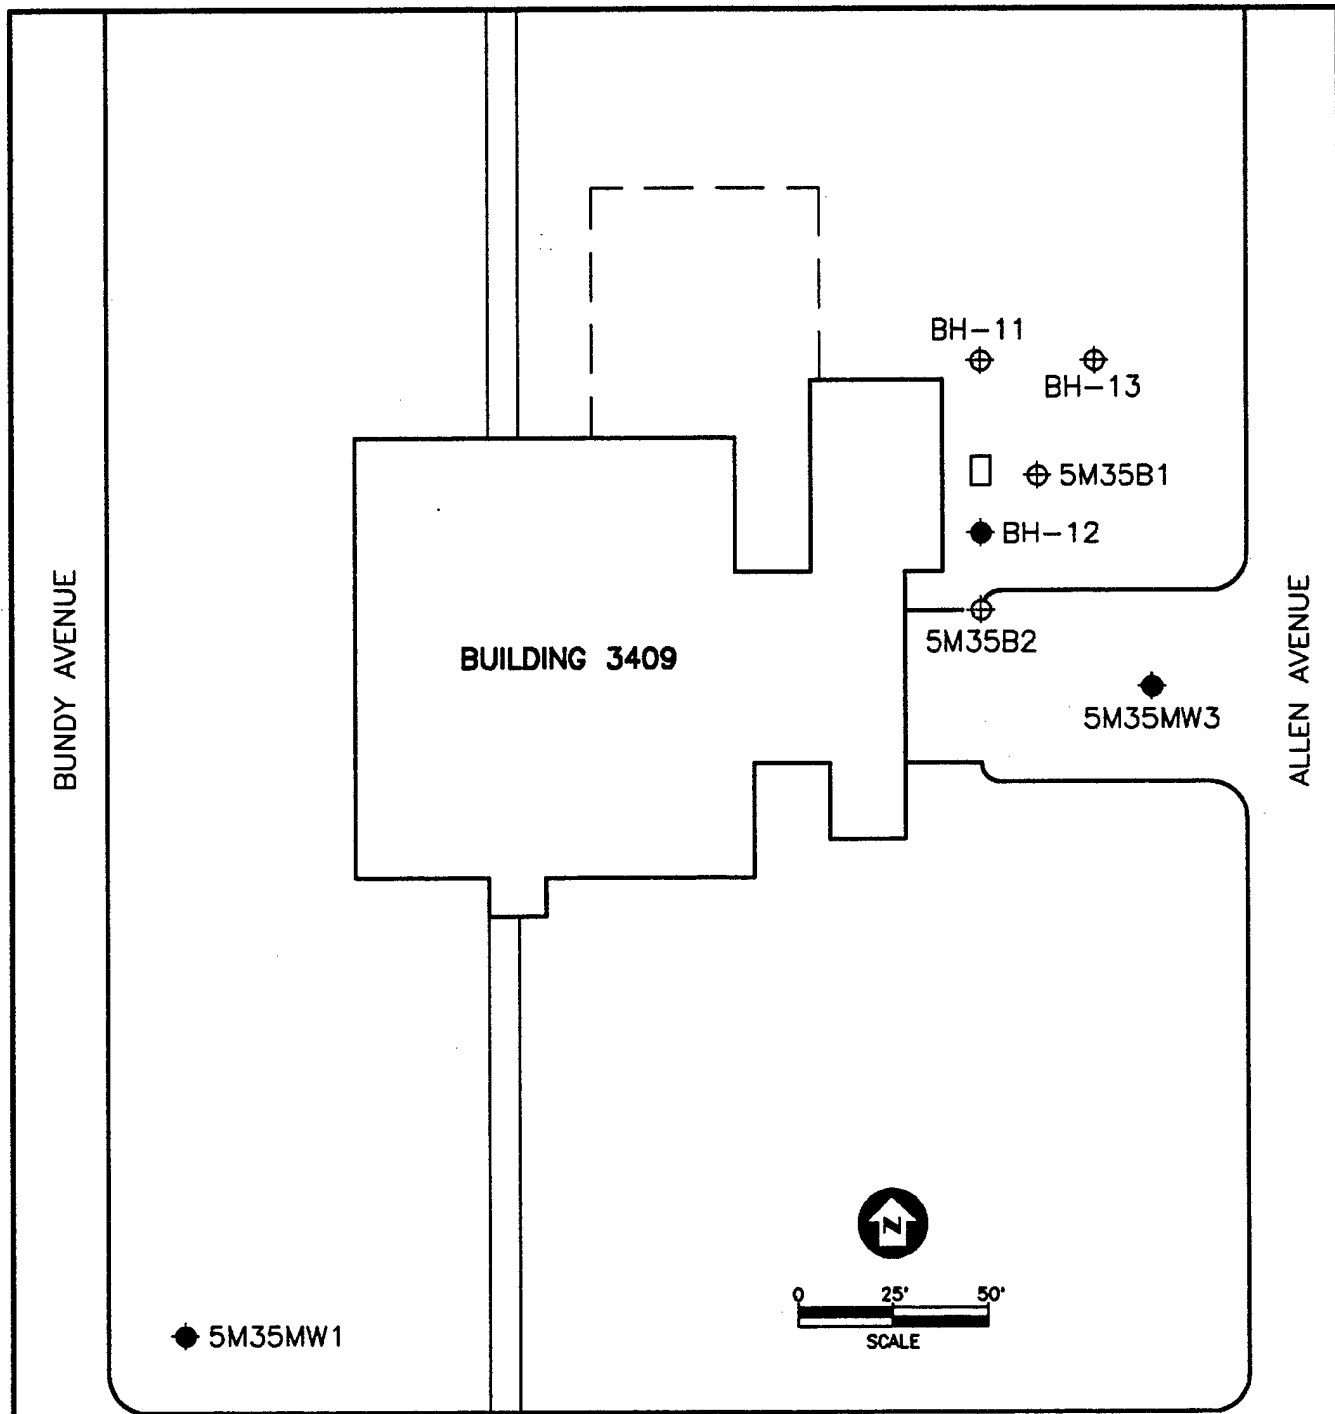 BH-11
BH-13
5M35B1
BH-12
BUNDY AVENUE
BUILDING 3409
5M35B2
ALLEN AVENUE
5M35MW3
N
0 25' 50'
SCALE
5M35MW1